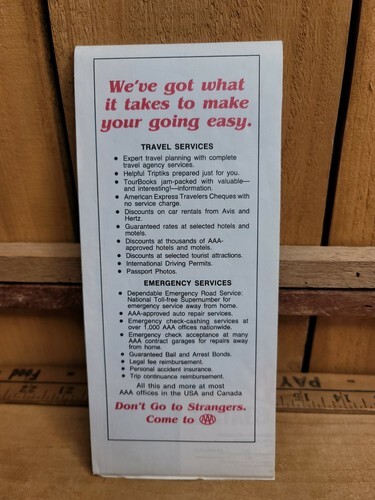 We've got what
it takes to make
your going easy.
TRAVEL SERVICES
• Expert travel planning with complete
travel agency services.
• Helpful Triptiks prepared just for you.
• TourBooks jam-packed with valuable—
and interesting!—information.
• American Express Travelers Cheques with
no service charge.
• Discounts on car rentals from Avis and
Hertz.
• Guaranteed rates at selected hotels and
motels.
• Discounts at thousands of AAA-
approved hotels and motels.
• Discounts at selected tourist attractions.
• International Driving Permits.
• Passport Photos.
EMERGENCY SERVICES
• Dependable Emergency Road Service:
National Toll-free Supernumber for
emergency service away from home.
• AAA-approved auto repair services.
• Emergency check-cashing services at
over 1,000 AAA offices nationwide.
• Emergency check acceptance at many
AAA contract garages for repairs away
from home.
• Guaranteed Bail and Arrest Bonds.
• Legal fee reimbursement.
• Personal accident insurance.
• Trip continuation reimbursement.
All this and more at most
AAA offices in the USA and Canada
Don't Go to Strangers.
Come to AAA
PAY
14
15